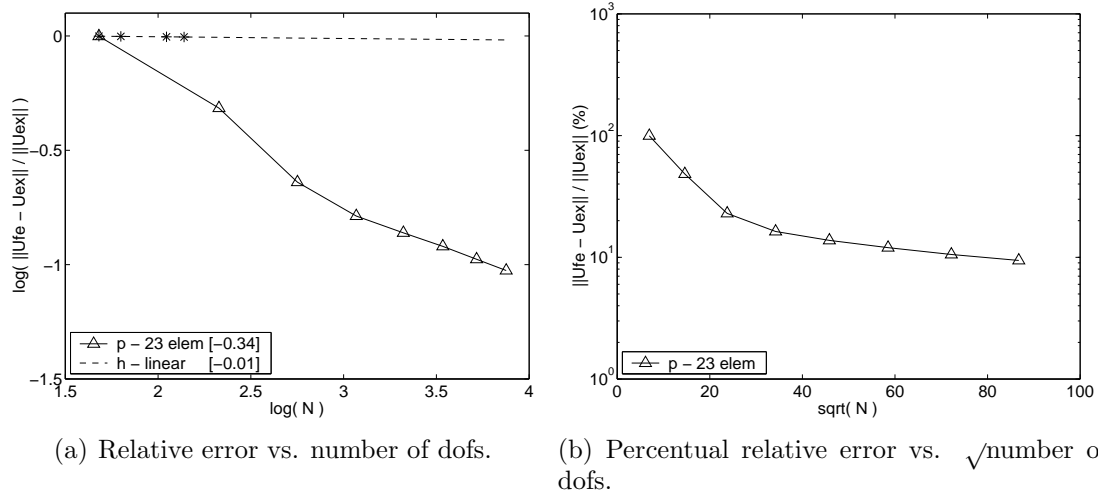 0
−0.5
−1
−1.5
1.5
2
2.5
3
3.5
4
log( N )
log( ||Ufe − Uex|| / ||Uex|| )
p − 23 elem [−0.34]
h − linear [−0.01]
(a) Relative error vs. number of dofs.
10^3
10^2
10^1
10^0
0
20
40
60
80
100
sqrt( N )
||Ufe − Uex|| / ||Uex|| (%)
p − 23 elem
(b) Percentual relative error vs. √number o
dofs.